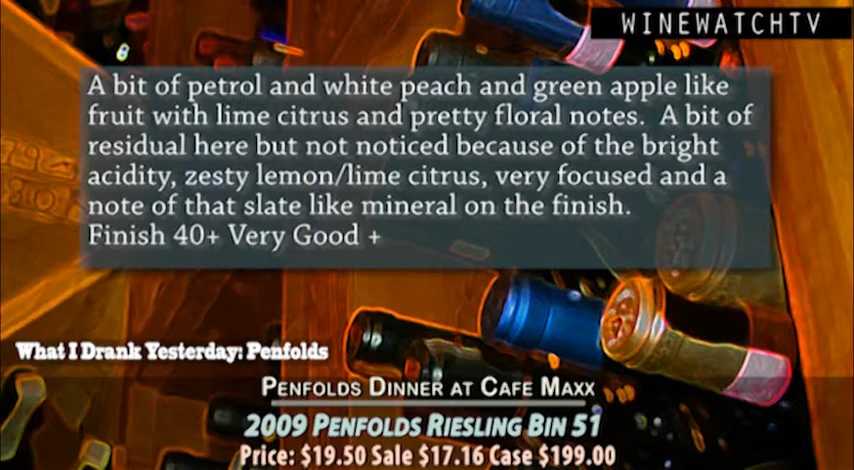 WINEWATCHTV
A bit of petrol and white peach and green apple like
fruit with lime citrus and pretty floral notes. A bit of
residual here but not noticed because of the bright
acidity, zesty lemon/lime citrus, very focused and a
note of that slate like mineral on the finish.
Finish 40+ Very Good +
What I Drank Yesterday: Penfolds
PENFOLDS DINNER AT CAFE MAXX
2009 PENFOLDS RIESLING BIN 51
Price: $19.50 Sale $17.16 Case $199.00